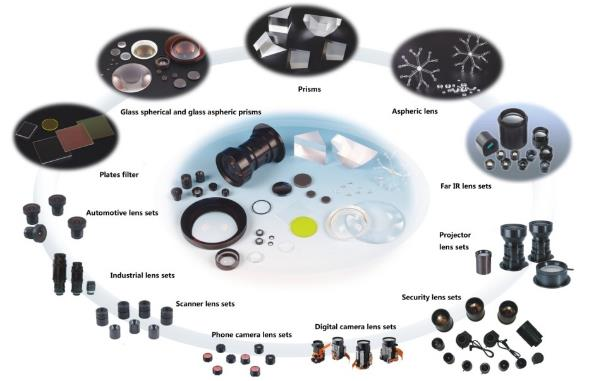 Prisms
Glass spherical and glass aspheric prisms
Aspheric lens
Plates filter
Far IR lens sets
Automotive lens sets
Projector
lens sets
Industrial lens sets
Scanner lens sets
Security lens sets
Phone camera lens sets
Digital camera lens sets